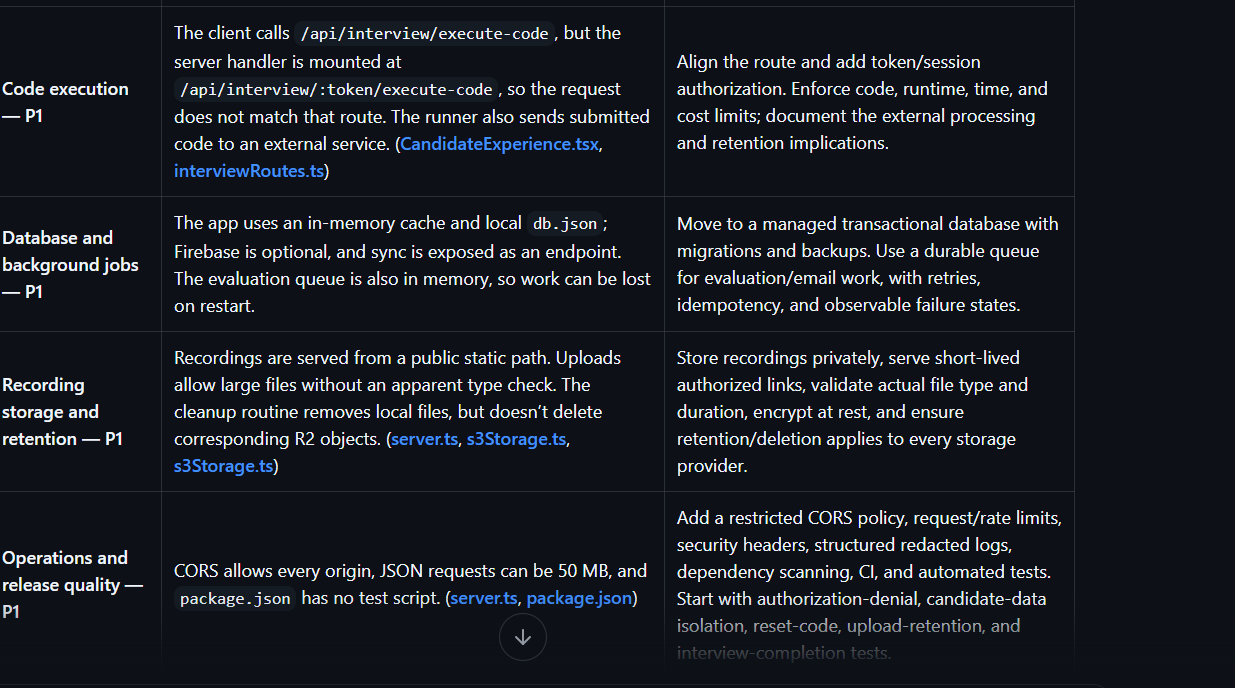 Code execution
— P1
The client calls /api/interview/execute-code, but the
server handler is mounted at
/api/interview/:token/execute-code, so the request
does not match that route. The runner also sends submitted
code to an external service. (CandidateExperience.tsx,
interviewRoutes.ts)
Align the route and add token/session
authorization. Enforce code, runtime, time, and
cost limits; document the external processing
and retention implications.
Database and
background jobs
— P1
The app uses an in-memory cache and local db.json;
Firebase is optional, and sync is exposed as an endpoint.
The evaluation queue is also in memory, so work can be lost
on restart.
Move to a managed transactional database with
migrations and backups. Use a durable queue
for evaluation/email work, with retries,
idempotency, and observable failure states.
Recording
storage and
retention — P1
Recordings are served from a public static path. Uploads
allow large files without an apparent type check. The
cleanup routine removes local files, but doesn’t delete
corresponding R2 objects. (server.ts, s3Storage.ts,
s3Storage.ts)
Store recordings privately, serve short-lived
authorized links, validate actual file type and
duration, encrypt at rest, and ensure
retention/deletion applies to every storage
provider.
Operations and
release quality —
P1
CORS allows every origin, JSON requests can be 50 MB, and
package.json has no test script. (server.ts, package.json)
Add a restricted CORS policy, request/rate limits,
security headers, structured redacted logs,
dependency scanning, CI, and automated tests.
Start with authorization-denial, candidate-data
isolation, reset-code, upload-retention, and
interview-completion tests.